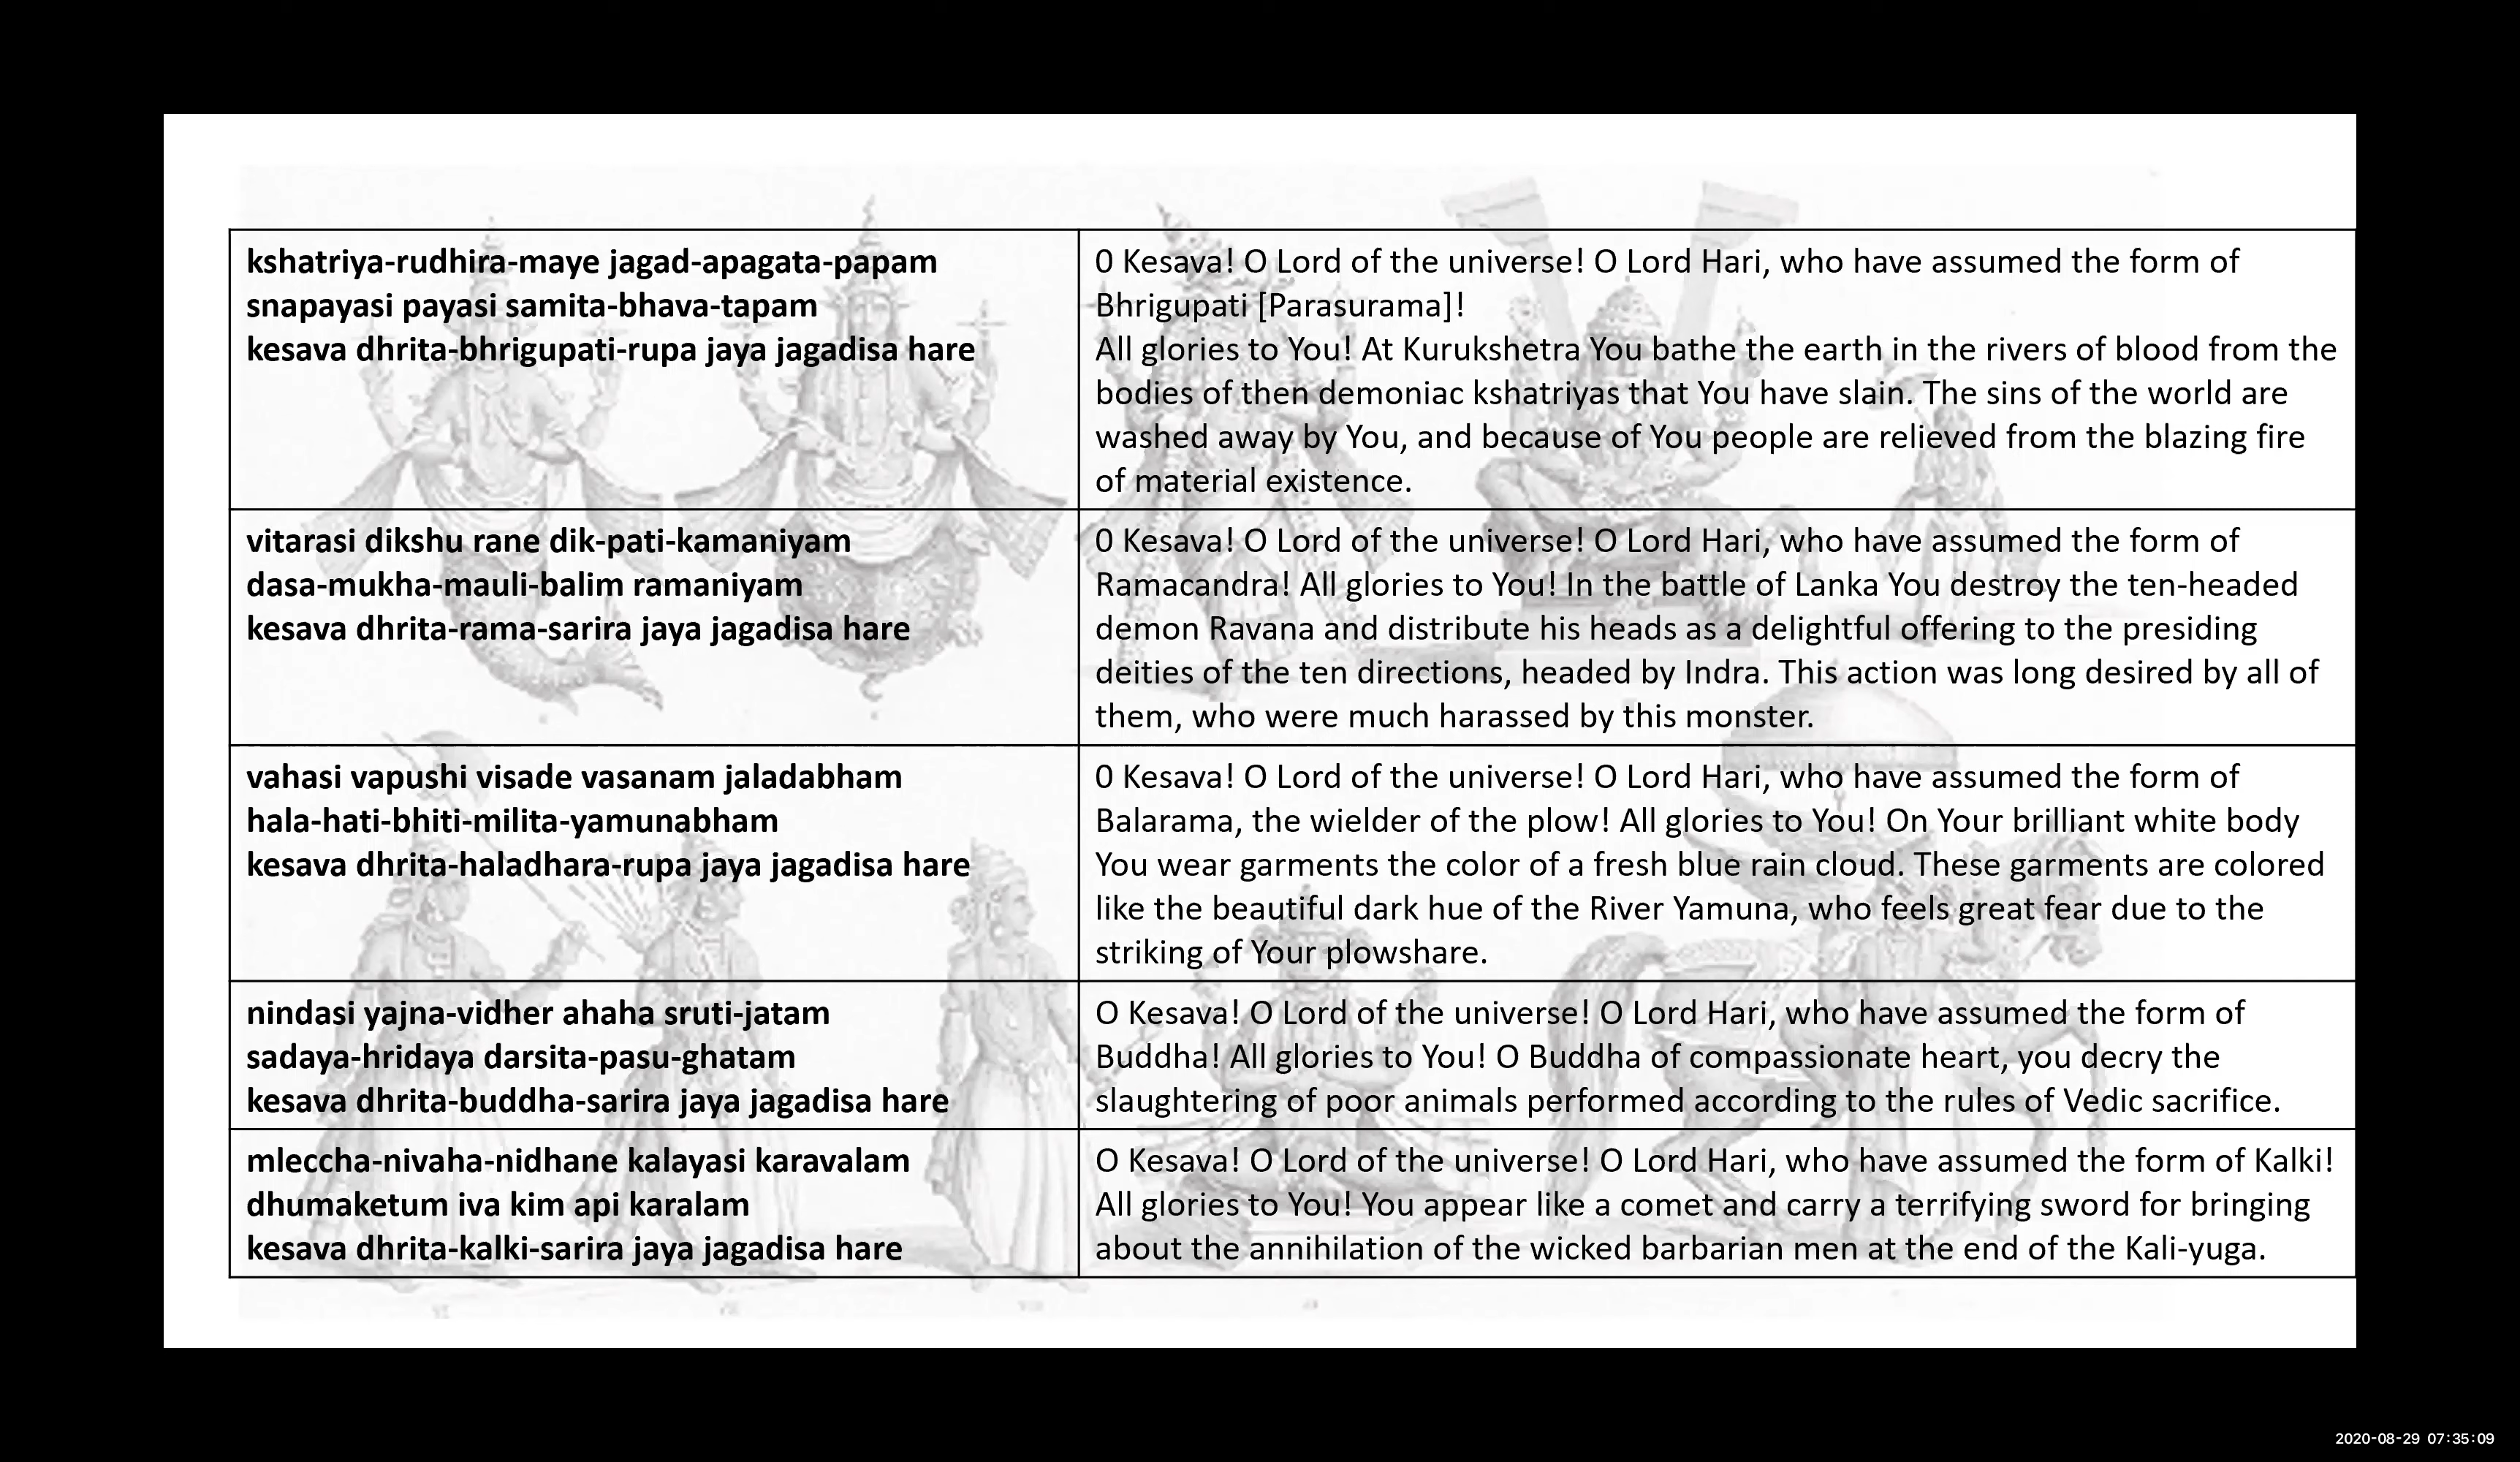 kshatriya-rudhira-maye jagad-apagata-papam
snapayasi payasi samita-bhava-tapam
kesava dhrita-bhrigupati-rupa jaya jagadisa hare
0 Kesava! O Lord of the universe! O Lord Hari, who have assumed the form of
Bhrigupati [Parasurama]!
All glories to You! At Kurukshetra You bathe the earth in the rivers of blood from the
bodies of then demoniac kshatriyas that You have slain. The sins of the world are
washed away by You, and because of You people are relieved from the blazing fire
of material existence.
vitarasi dikshu rane dik-pati-kamaniyam
dasa-mukha-mauli-balim ramaniyam
kesava dhrita-rama-sarira jaya jagadisa hare
0 Kesava! O Lord of the universe! O Lord Hari, who have assumed the form of
Ramacandra! All glories to You! In the battle of Lanka You destroy the ten-headed
demon Ravana and distribute his heads as a delightful offering to the presiding
deities of the ten directions, headed by Indra. This action was long desired by all of
them, who were much harassed by this monster.
vahasi vapushi visade vasanam jaladabham
hala-hati-bhiti-milita-yamunabham
kesava dhrita-haladhara-rupa jaya jagadisa hare
0 Kesava! O Lord of the universe! O Lord Hari, who have assumed the form of
Balarama, the wielder of the plow! All glories to You! On Your brilliant white body
You wear garments the color of a fresh blue rain cloud. These garments are colored
like the beautiful dark hue of the River Yamuna, who feels great fear due to the
striking of Your plowshare.
nindasi yajna-vidher ahaha sruti-jatam
sadaya-hridaya darsita-pasu-ghatam
kesava dhrita-buddha-sarira jaya jagadisa hare
O Kesava! O Lord of the universe! O Lord Hari, who have assumed the form of
Buddha! All glories to You! O Buddha of compassionate heart, you decry the
slaughtering of poor animals performed according to the rules of Vedic sacrifice.
mleccha-nivaha-nidhane kalayasi karavalam
dhumaketum iva kim api karalam
kesava dhrita-kalki-sarira jaya jagadisa hare
O Kesava! O Lord of the universe! O Lord Hari, who have assumed the form of Kalki!
All glories to You! You appear like a comet and carry a terrifying sword for bringing
about the annihilation of the wicked barbarian men at the end of the Kali-yuga.
2020-08-29 07:35:09